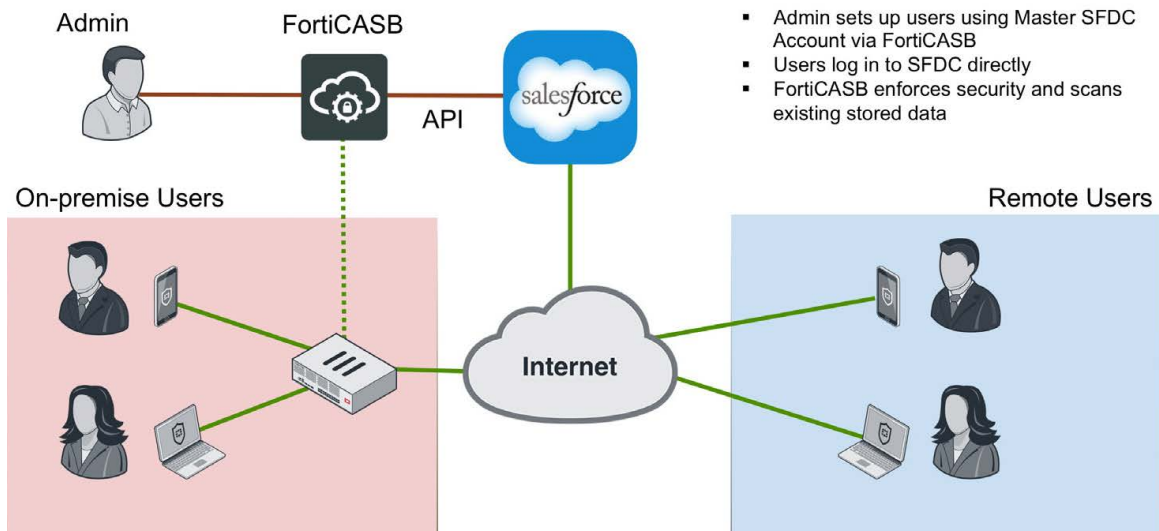 Admin
FortiCASB
▪ Admin sets up users using Master SFDC
Account via FortiCASB
▪ Users log in to SFDC directly
▪ FortiCASB enforces security and scans
existing stored data
salesforce
API
On-premise Users
Remote Users
Internet